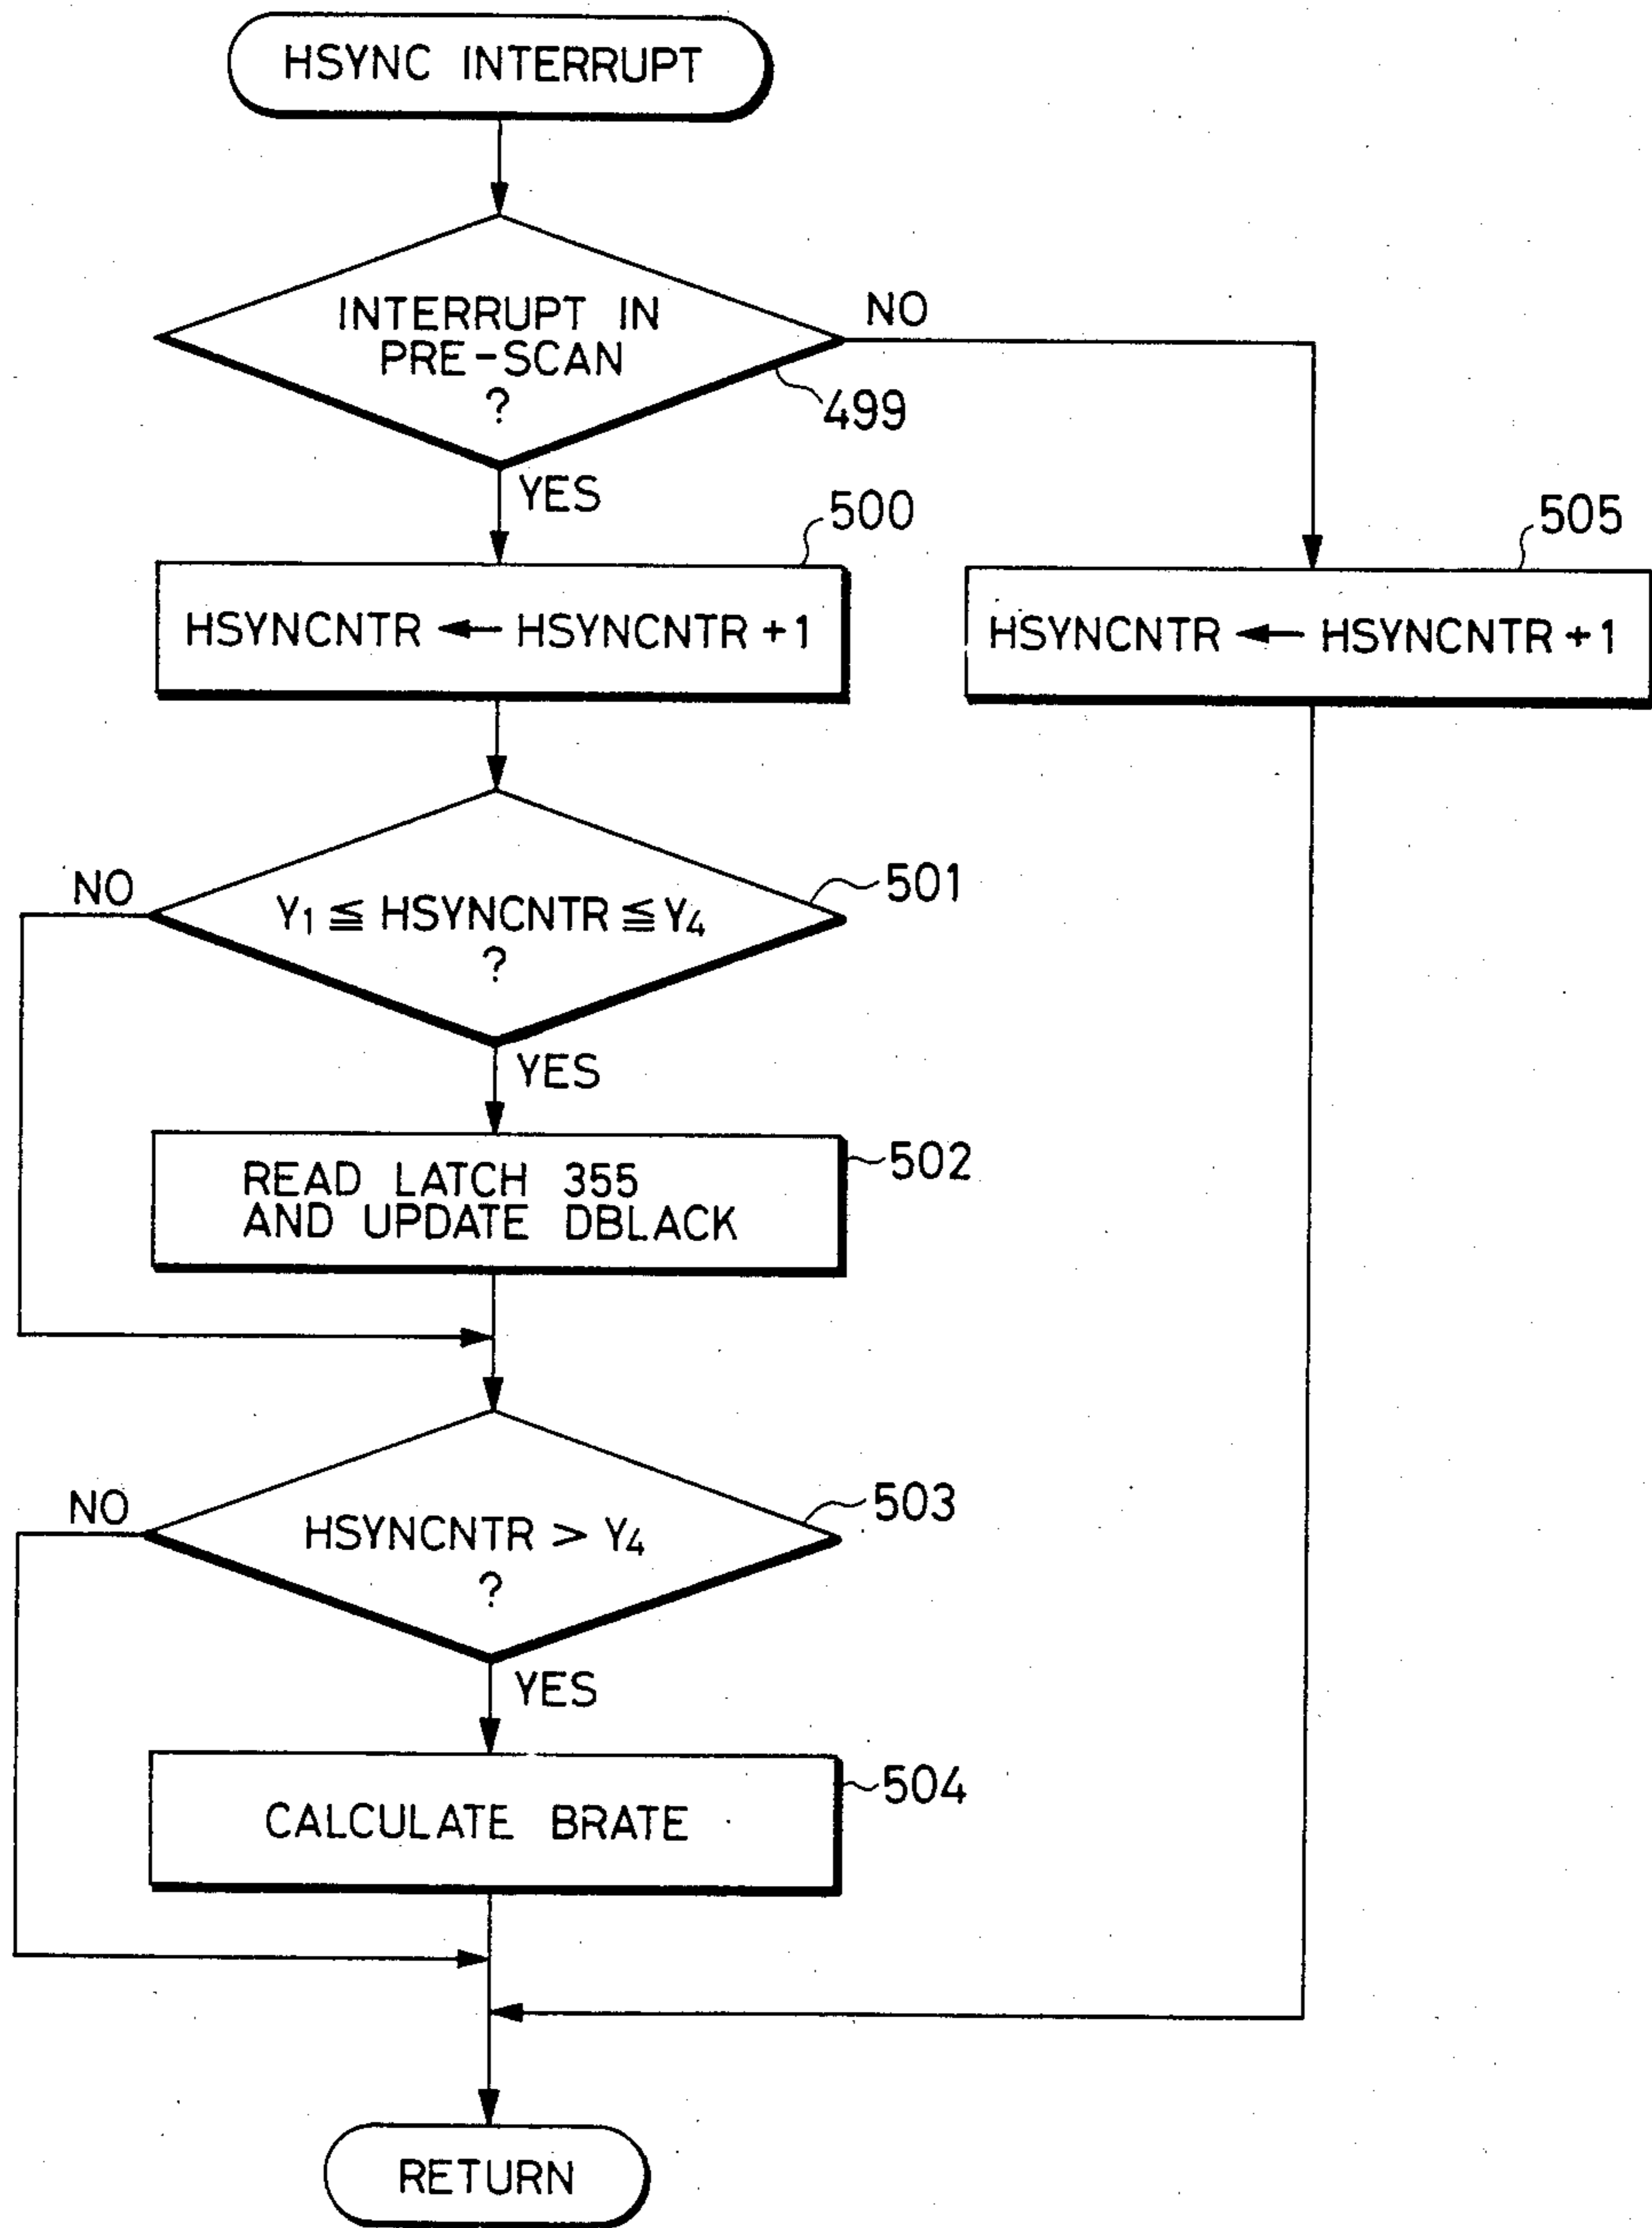 HSYNC INTERRUPT
INTERRUPT IN
PRE-SCAN
?
NO
499
YES
500
HSYNCNTR ← HSYNCNTR +1
505
HSYNCNTR ← HSYNCNTR +1
501
NO
Y₁ ≦ HSYNCNTR ≦ Y₄
?
YES
502
READ LATCH 355
AND UPDATE DBLACK
503
NO
HSYNCNTR > Y₄
?
YES
504
CALCULATE BRATE
RETURN